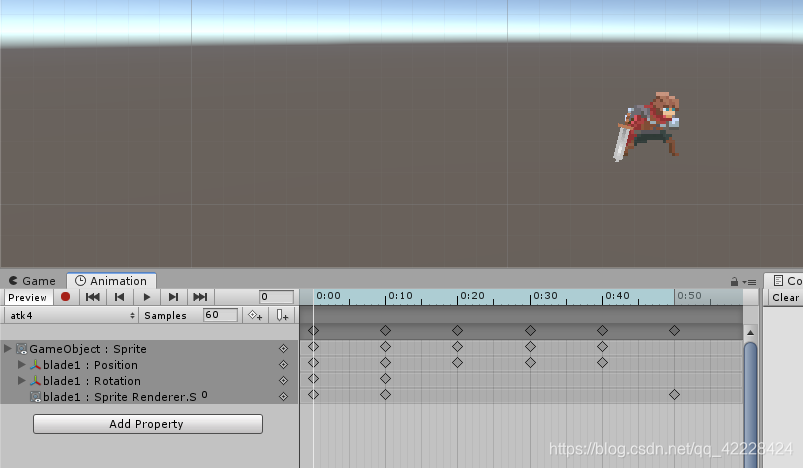 Game
Animation
Co
Preview
0
0:00
0:10
0:20
0:30
0:40
0:50
Clear
atk4
Samples
60
GameObject : Sprite
blade1 : Position
blade1 : Rotation
blade1 : Sprite Renderer.S 0
Add Property
https://blog.csdn.net/qq_42228424